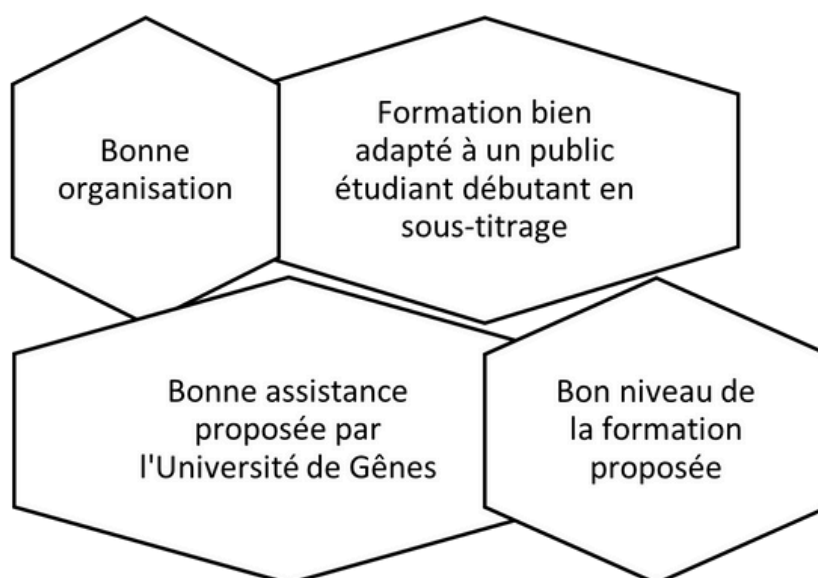 Bonne
organisation
Formation bien
adapté à un public
étudiant débutant en
sous-titrage
Bonne assistance
proposée par
l'Université de Gênes
Bon niveau de
la formation
proposée